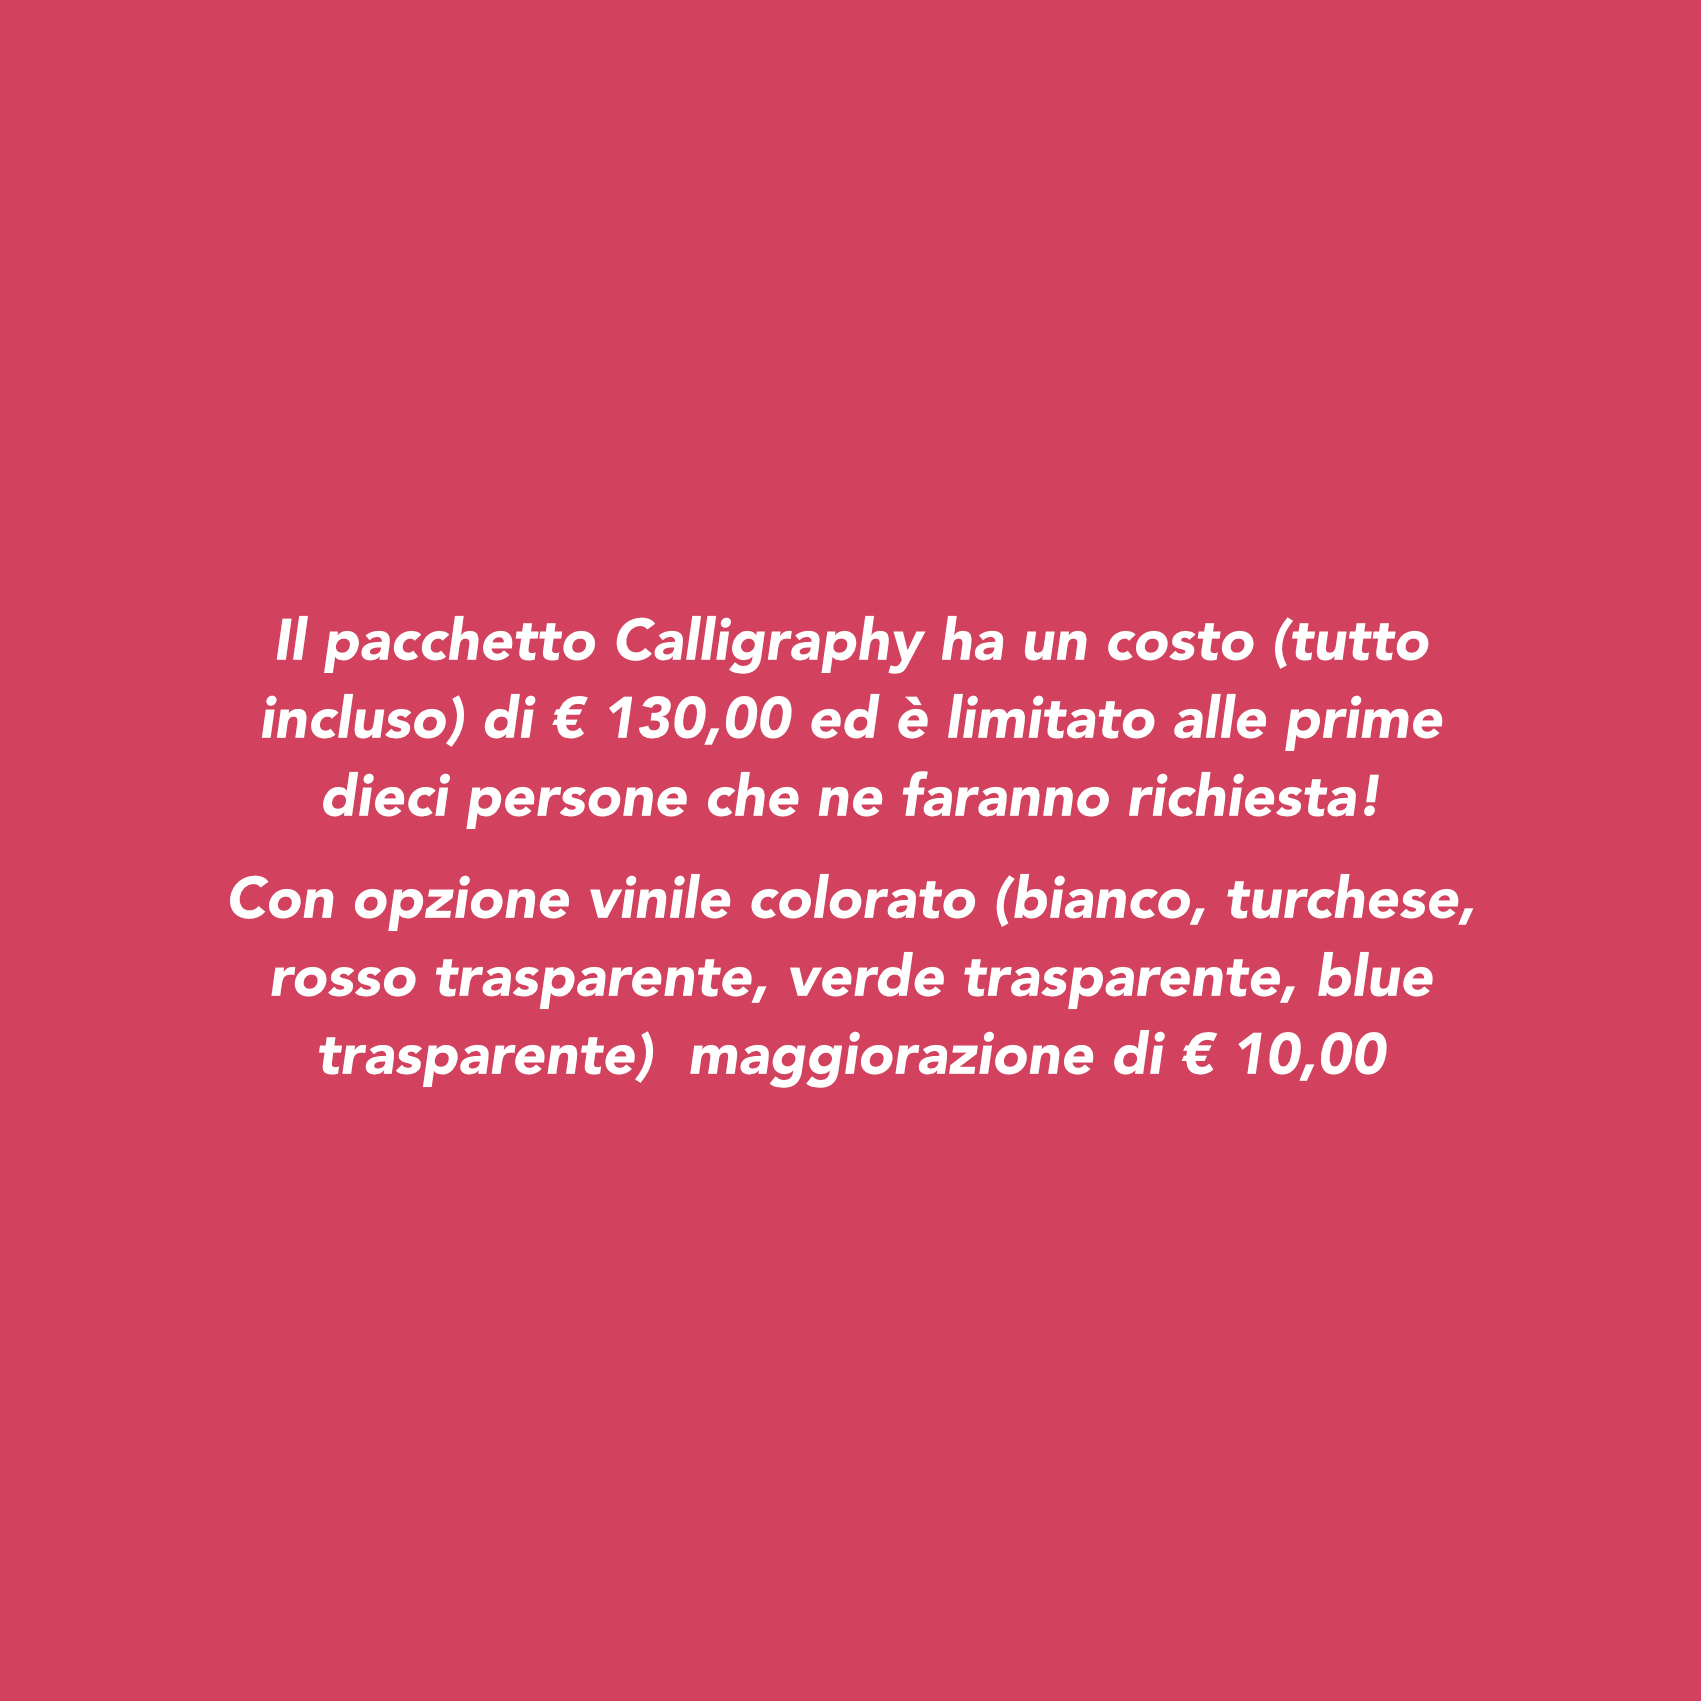 Il pacchetto Calligraphy ha un costo (tutto
incluso) di € 130,00 ed è limitato alle prime
dieci persone che ne faranno richiesta!
Con opzione vinile colorato (bianco, turchese,
rosso trasparente, verde trasparente, blue
trasparente)  maggiorazione di € 10,00